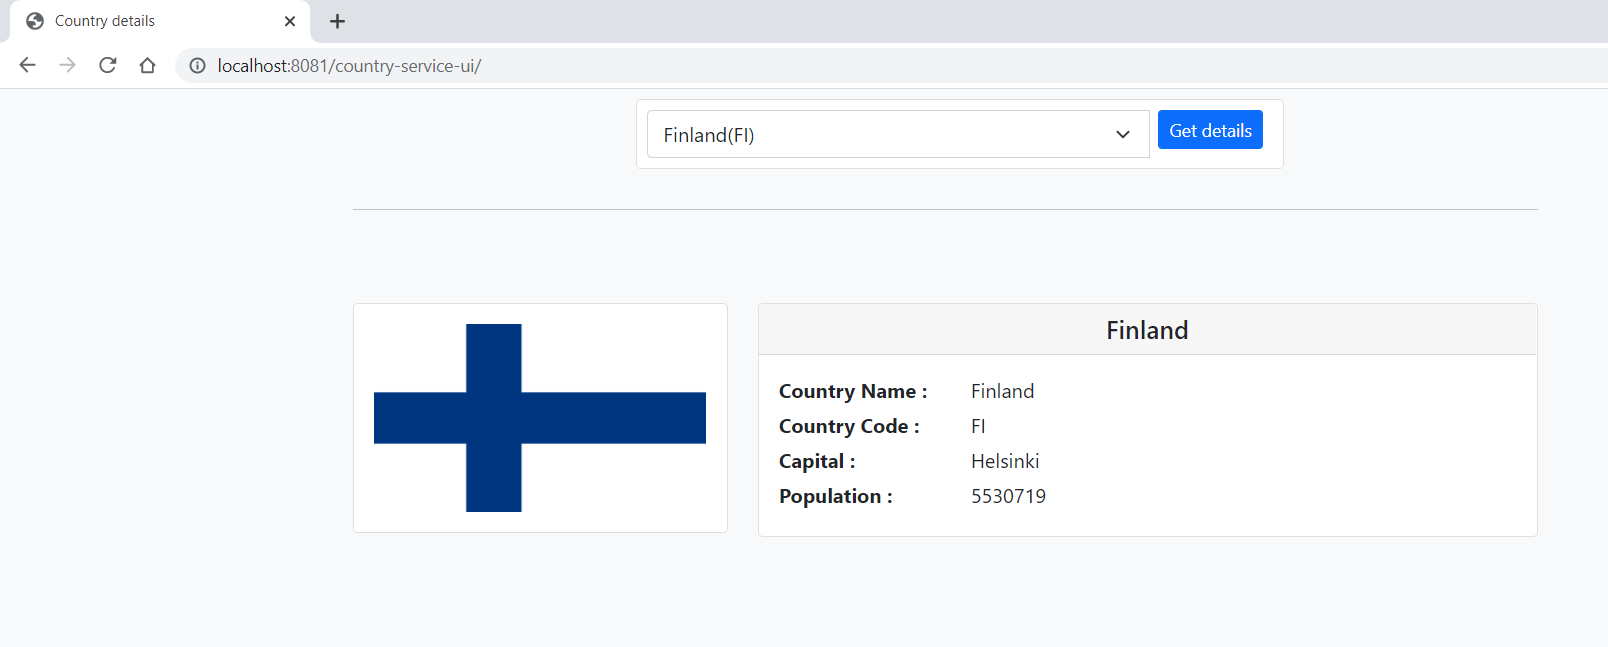 Country details
localhost:8081/country-service-ui/
Finland(FI)
Get details
Finland
Country Name : Finland
Country Code : FI
Capital : Helsinki
Population : 5530719